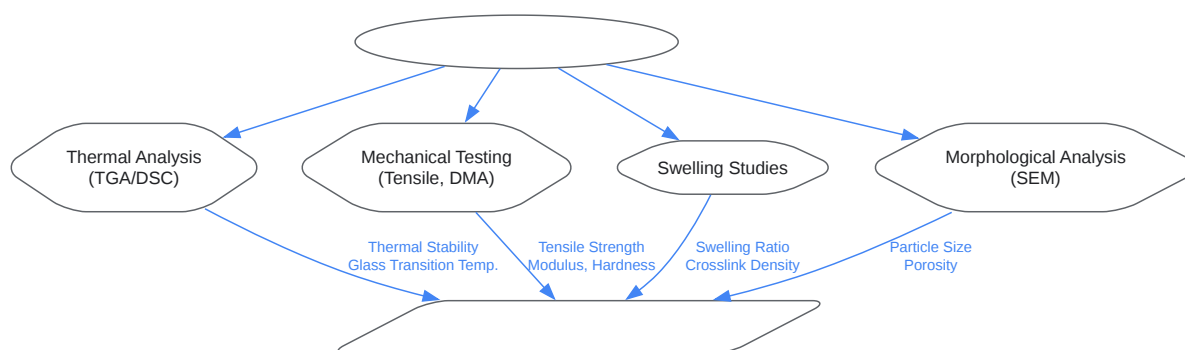 Thermal Analysis
(TGA/DSC)
Mechanical Testing
(Tensile, DMA)
Swelling Studies
Morphological Analysis
(SEM)
Thermal Stability
Glass Transition Temp.
Tensile Strength
Modulus, Hardness
Swelling Ratio
Crosslink Density
Particle Size
Porosity